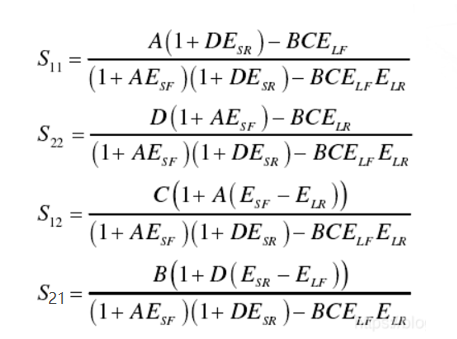 S₁₁ = A(1+DE_SR)−BCE_LF / (1+AE_SF)(1+DE_SR)−BCE_LF E_LR
S₂₂ = D(1+AE_SF)−BCE_LR / (1+AE_SF)(1+DE_SR)−BCE_LF E_LR
S₁₂ = C(1+A(E_SF−E_LR)) / (1+AE_SF)(1+DE_SR)−BCE_LF E_LR
S₂₁ = B(1+D(E_SR−E_LF)) / (1+AE_SF)(1+DE_SR)−BCE_LF E_LR